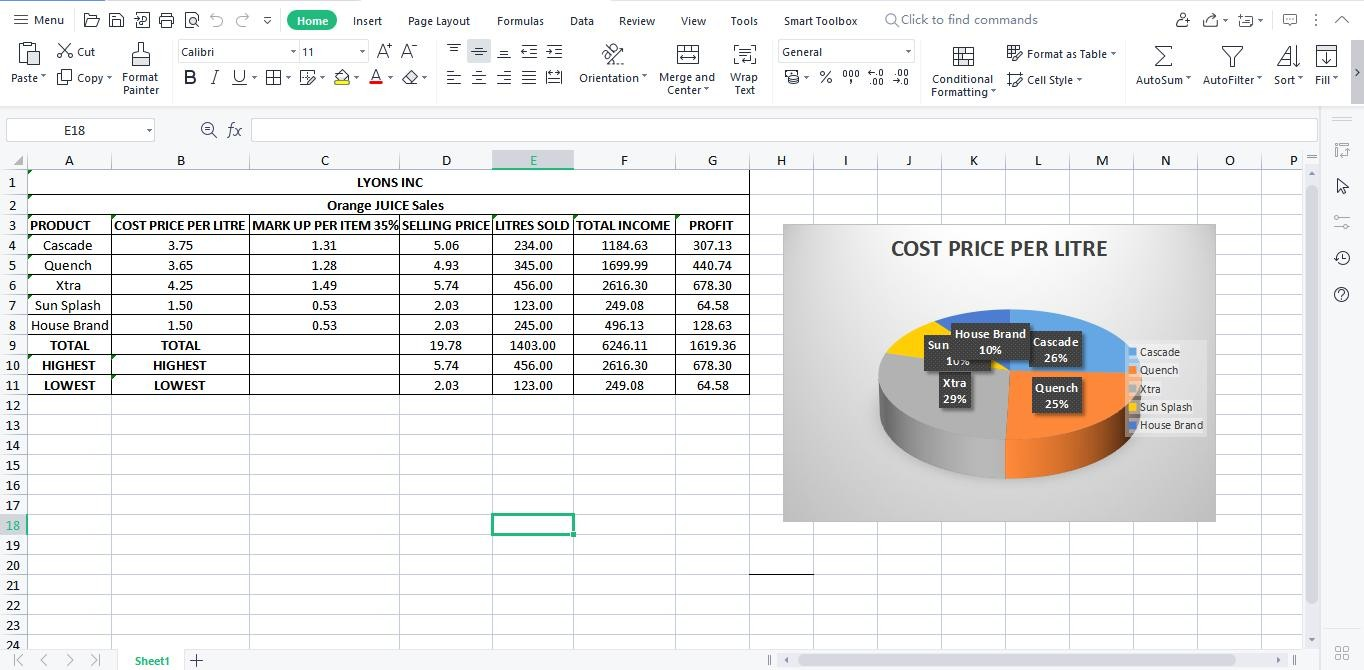 Menu Home Insert Page Layout Formulas Data Review View Tools Smart Toolbox Click to find commands
Cut Calibri 11 A+ A- General Format as Table
Paste Copy Format Painter B I U A Orientation Merge and Center Wrap Text % 000 , .00 .00 Conditional Formatting Cell Style AutoSum AutoFilter Sort Fill
E18 fx
A B C D E F G H I J K L M N O P
1 LYONS INC
2 Orange JUICE Sales
3 PRODUCT COST PRICE PER LITRE MARK UP PER ITEM 35% SELLING PRICE LITRES SOLD TOTAL INCOME PROFIT
4 Cascade 3.75 1.31 5.06 234.00 1184.63 307.13
5 Quench 3.65 1.28 4.93 345.00 1699.99 440.74
6 Xtra 4.25 1.49 5.74 456.00 2616.30 678.30
7 Sun Splash 1.50 0.53 2.03 123.00 249.08 64.58
8 House Brand 1.50 0.53 2.03 245.00 496.13 128.63
9 TOTAL TOTAL 19.78 1403.00 6246.11 1619.36
10 HIGHEST HIGHEST 5.74 456.00 2616.30 678.30
11 LOWEST LOWEST 2.03 123.00 249.08 64.58
12
13
14
15
16
17
18
19
20
21
22
23
24
COST PRICE PER LITRE
House Brand
10%
Sun
10%
Cascade
26%
Xtra
29%
Quench
25%
Cascade
Quench
Xtra
Sun Splash
House Brand
Sheet1